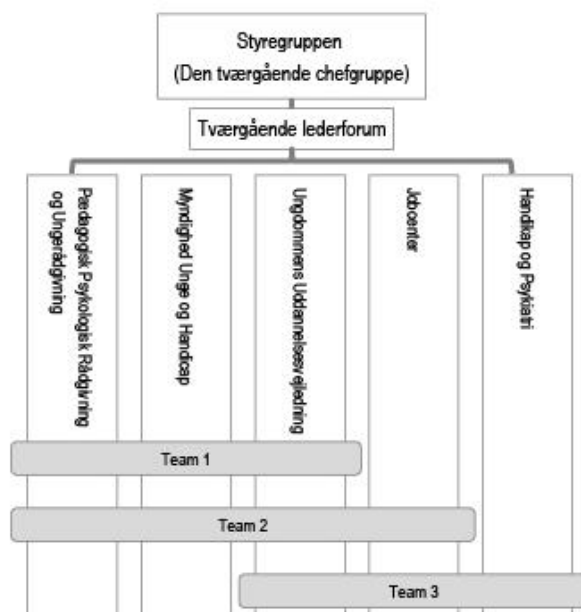 Styregruppen
(Den tværgående chefgruppe)
Tværgående lederforum
Pædagogisk Psykologisk Rådgivning
og Ungerådgivning
Myndighed Unge og Handicap
Ungdommens Uddannelsesvejledning
Jobcenter
Handikap og Psykiatri
Team 1
Team 2
Team 3